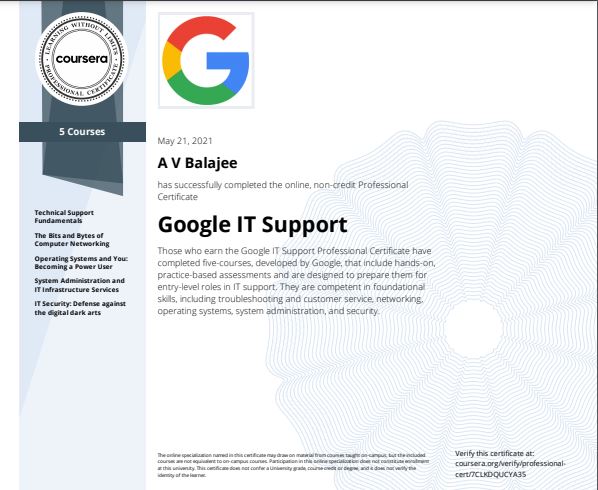 LEARNING WITHOUT LIMITS
coursera
PROFESSIONAL CERTIFICATE
5 Courses
Technical Support
Fundamentals
The Bits and Bytes of
Computer Networking
Operating Systems and You:
Becoming a Power User
System Administration and
IT Infrastructure Services
IT Security: Defense against
the digital dark arts
May 21, 2021
A V Balajee
has successfully completed the online, non-credit Professional
Certificate
Google IT Support
Those who earn the Google IT Support Professional Certificate have
completed five-courses, developed by Google, that include hands-on,
practice-based assessments and are designed to prepare them for
entry-level roles in IT support. They are competent in foundational
skills, including troubleshooting and customer service, networking,
operating systems, system administration, and security.
The online specialization named in this certificate may draw on material from courses taught on-campus, but the included
courses are not equivalent to on-campus courses. Participation in this online specialization does not constitute enrollment
at this university. This certificate does not confer a University grade, course credit or degree, and it does not verify the
identity of the learner.
Verify this certificate at:
coursera.org/verify/professional-
cert/7CLKDQUCYA35